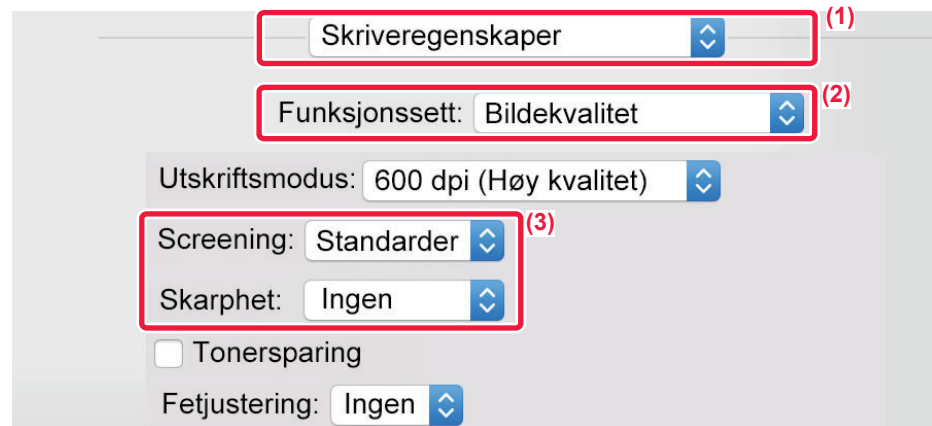 Skriveregenskaper (1)
Funksjonssett: Bildekvalitet (2)
Utskriftsmodus: 600 dpi (Høy kvalitet)
Screening: Standarder (3)
Skarphet: Ingen
Tonersparing
Fetjustering: Ingen